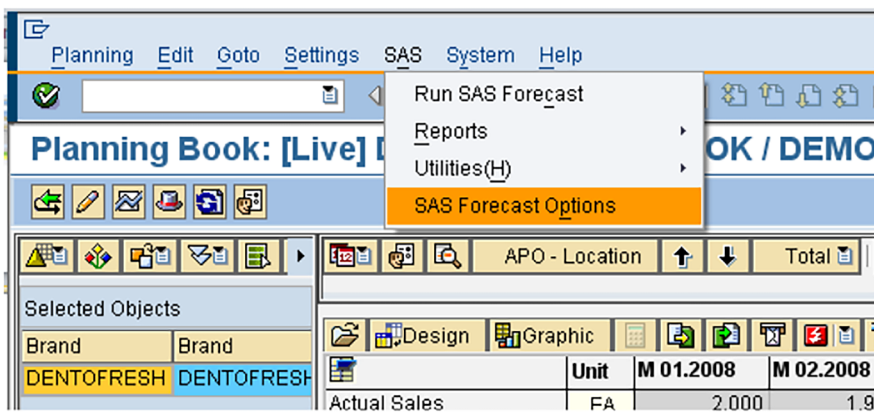 Planning Edit Goto Settings SAS System Help
Run SAS Forecast
Reports
Utilities(H)
SAS Forecast Options
Planning Book: [Live] D OK / DEMO
APO - Location Total
Selected Objects
Brand Brand
DENTOFRESH DENTOFRESH
Design Graphic
Unit M 01.2008 M 02.2008
Actual Sales EA 2.000 1.9